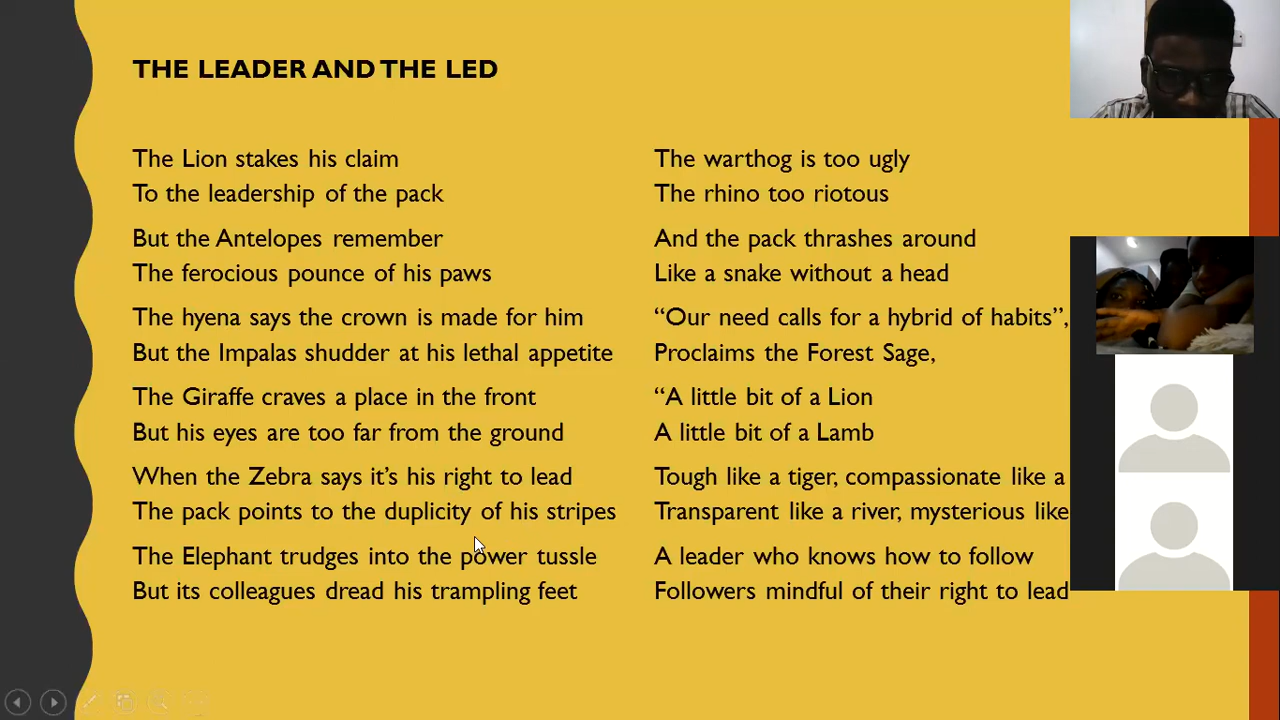 THE LEADER AND THE LED
The Lion stakes his claim
To the leadership of the pack
But the Antelopes remember
The ferocious pounce of his paws
The hyena says the crown is made for him
But the Impalas shudder at his lethal appetite
The Giraffe craves a place in the front
But his eyes are too far from the ground
When the Zebra says it’s his right to lead
The pack points to the duplicity of his stripes
The Elephant trudges into the power tussle
But its colleagues dread his trampling feet
The warthog is too ugly
The rhino too riotous
And the pack thrashes around
Like a snake without a head
“Our need calls for a hybrid of habits”,
Proclaims the Forest Sage,
“A little bit of a Lion
A little bit of a Lamb
Tough like a tiger, compassionate like a
Transparent like a river, mysterious like
A leader who knows how to follow
Followers mindful of their right to lead